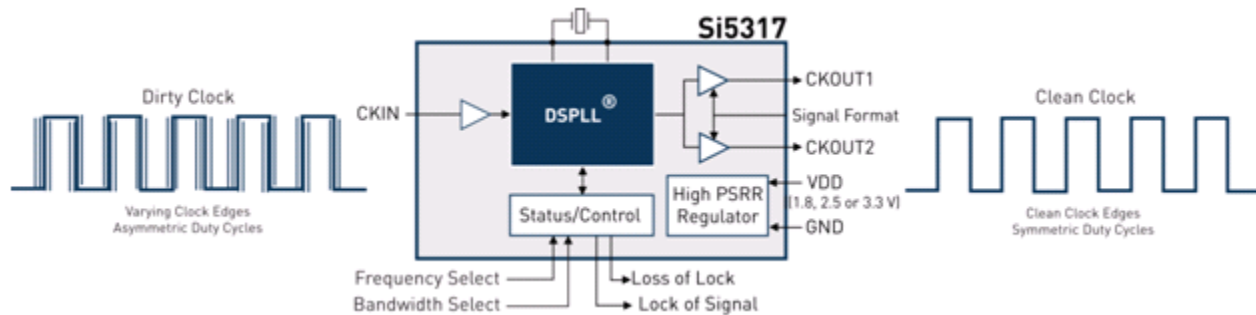 Si5317
Dirty Clock
CKIN
DSPLL®
CKOUT1
Signal Format
CKOUT2
Clean Clock
Varying Clock Edges
Asymmetric Duty Cycles
Status/Control
High PSRR
Regulator
VDD
(1.8, 2.5 or 3.3 V)
GND
Clean Clock Edges
Symmetric Duty Cycles
Frequency Select
Bandwidth Select
Loss of Lock
Lock of Signal